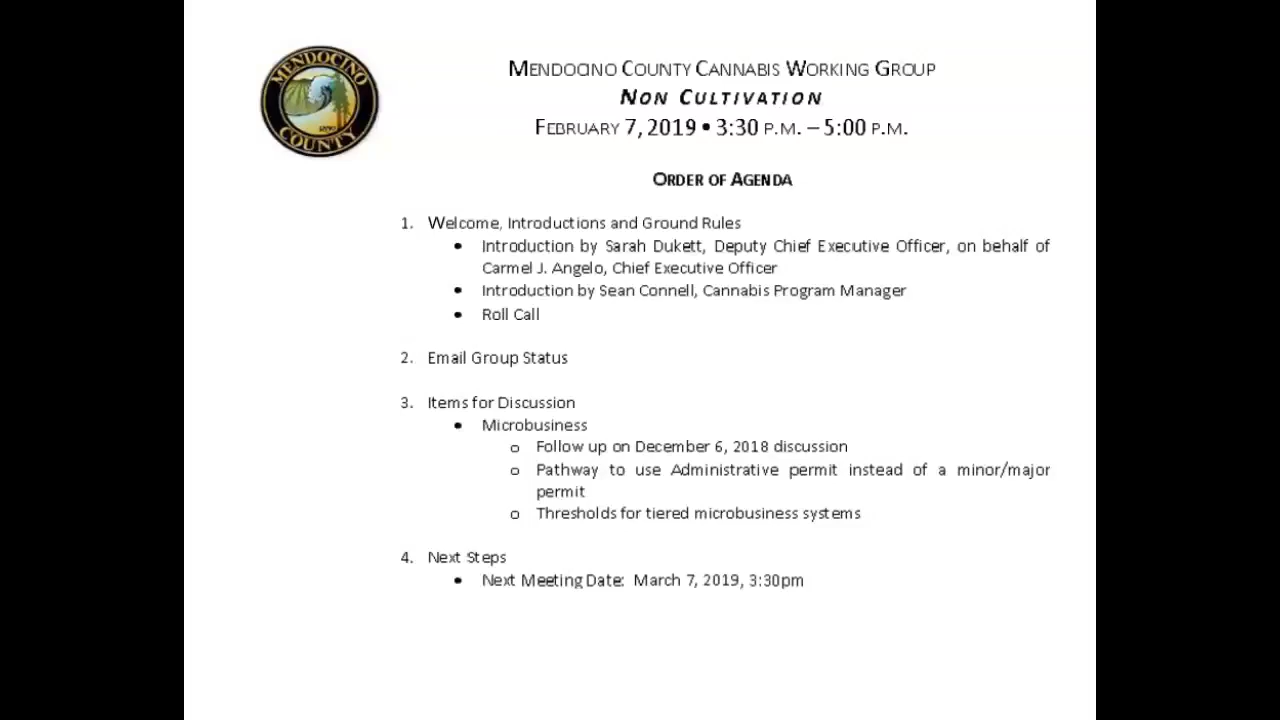 MENDOCINO
COUNTY
MENDOCINO COUNTY CANNABIS WORKING GROUP
NON CULTIVATION
FEBRUARY 7, 2019 • 3:30 P.M. – 5:00 P.M.
ORDER OF AGENDA
1. Welcome, Introductions and Ground Rules
• Introduction by Sarah Dukett, Deputy Chief Executive Officer, on behalf of
Carmel J. Angelo, Chief Executive Officer
• Introduction by Sean Connell, Cannabis Program Manager
• Roll Call
2. Email Group Status
3. Items for Discussion
• Microbusiness
o Follow up on December 6, 2018 discussion
o Pathway to use Administrative permit instead of a minor/major
permit
o Thresholds for tiered microbusiness systems
4. Next Steps
• Next Meeting Date: March 7, 2019, 3:30pm